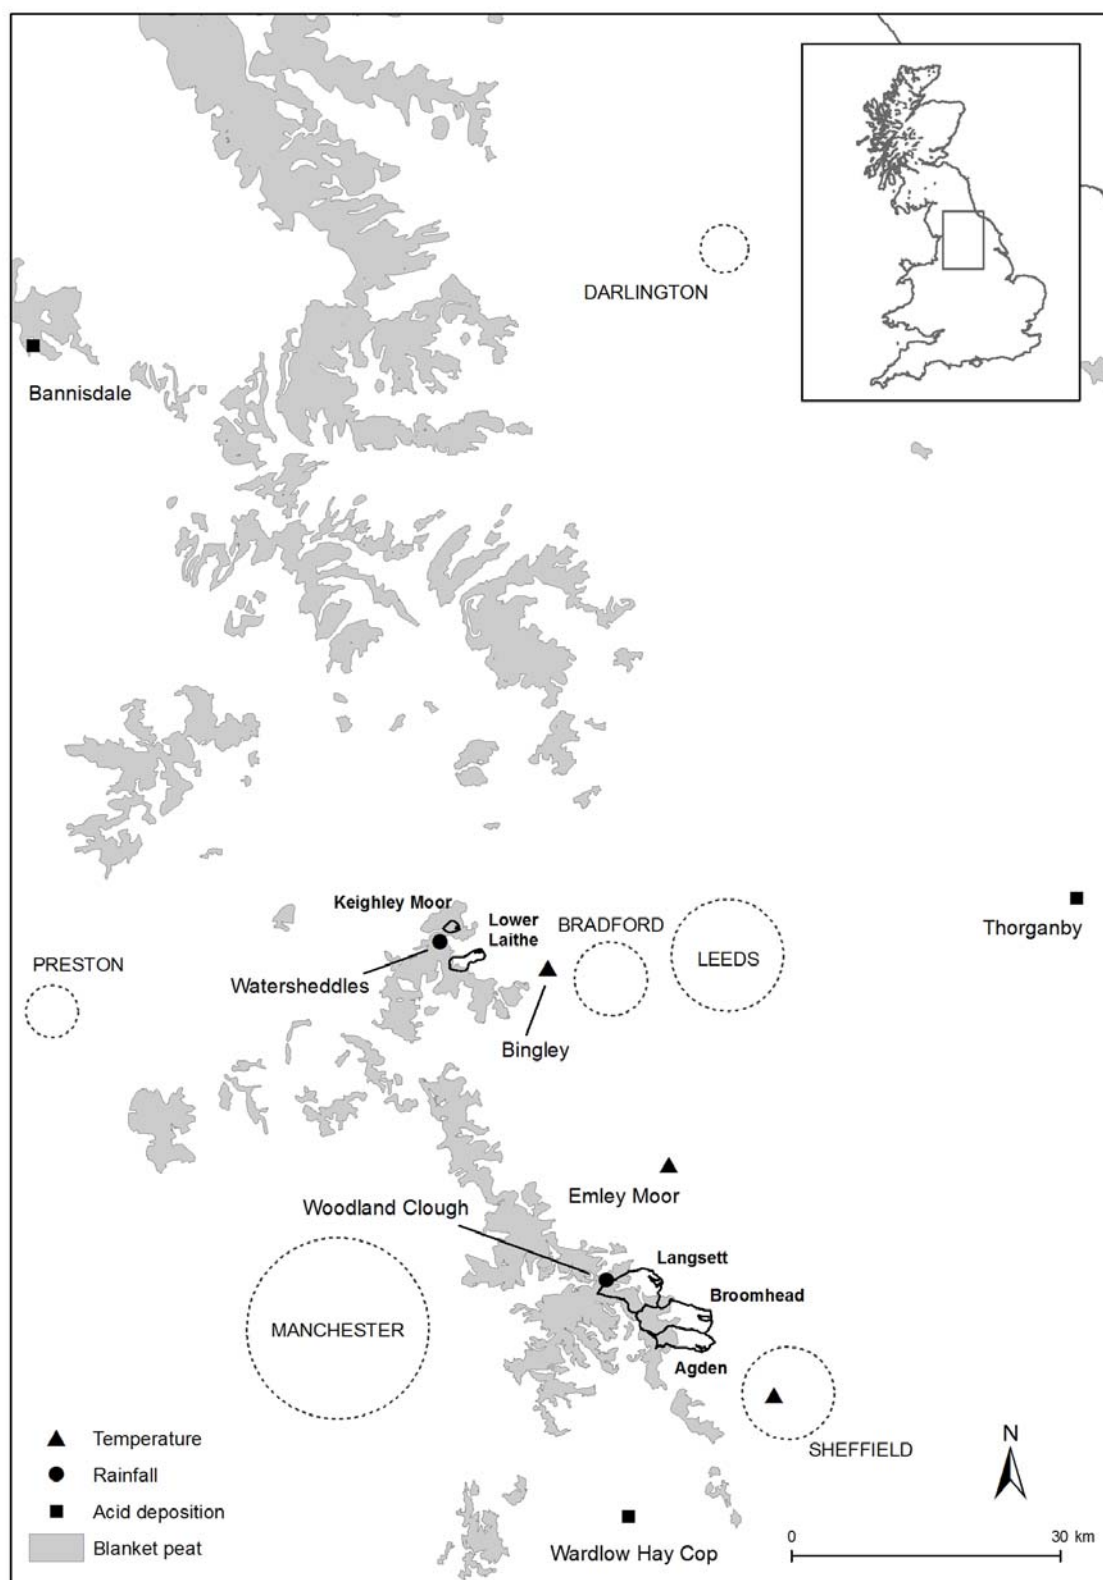 DARLINGTON
Bannisdale
Keighley Moor
Lower
Laithe
BRADFORD
LEEDS
Thorganby
PRESTON
Watersheddles
Bingley
Emley Moor
Woodland Clough
Langsett
Broomhead
MANCHESTER
Agden
SHEFFIELD
N
Temperature
Rainfall
Acid deposition
Blanket peat
Wardlow Hay Cop
0 30 km